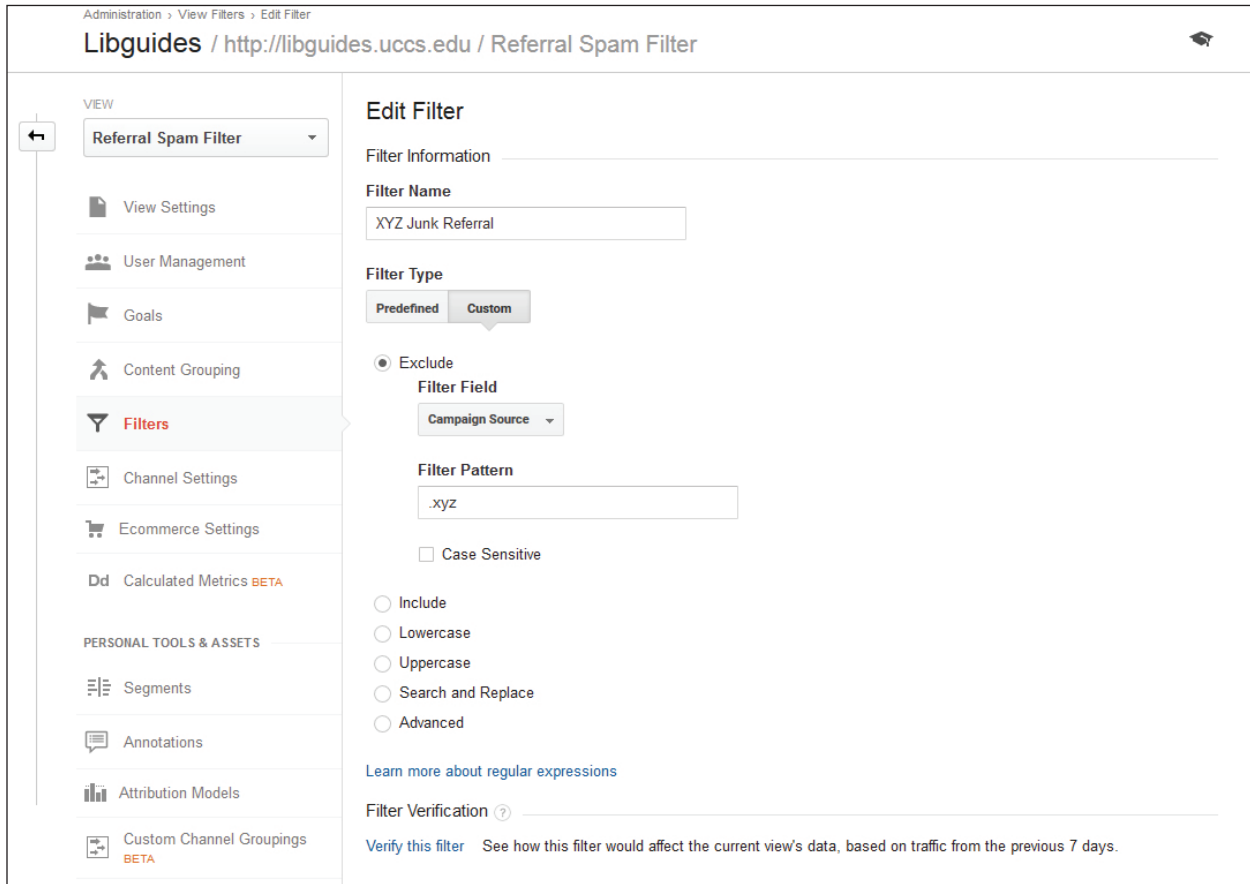 Administration › View Filters › Edit Filter
Libguides / http://libguides.uccs.edu / Referral Spam Filter
VIEW
Referral Spam Filter
View Settings
User Management
Goals
Content Grouping
Filters
Channel Settings
Ecommerce Settings
Dd Calculated Metrics BETA
PERSONAL TOOLS & ASSETS
Segments
Annotations
Attribution Models
Custom Channel Groupings
BETA
Edit Filter
Filter Information
Filter Name
XYZ Junk Referral
Filter Type
Predefined Custom
Exclude
Filter Field
Campaign Source
Filter Pattern
.xyz
Case Sensitive
Include
Lowercase
Uppercase
Search and Replace
Advanced
Learn more about regular expressions
Filter Verification ?
Verify this filter See how this filter would affect the current view's data, based on traffic from the previous 7 days.